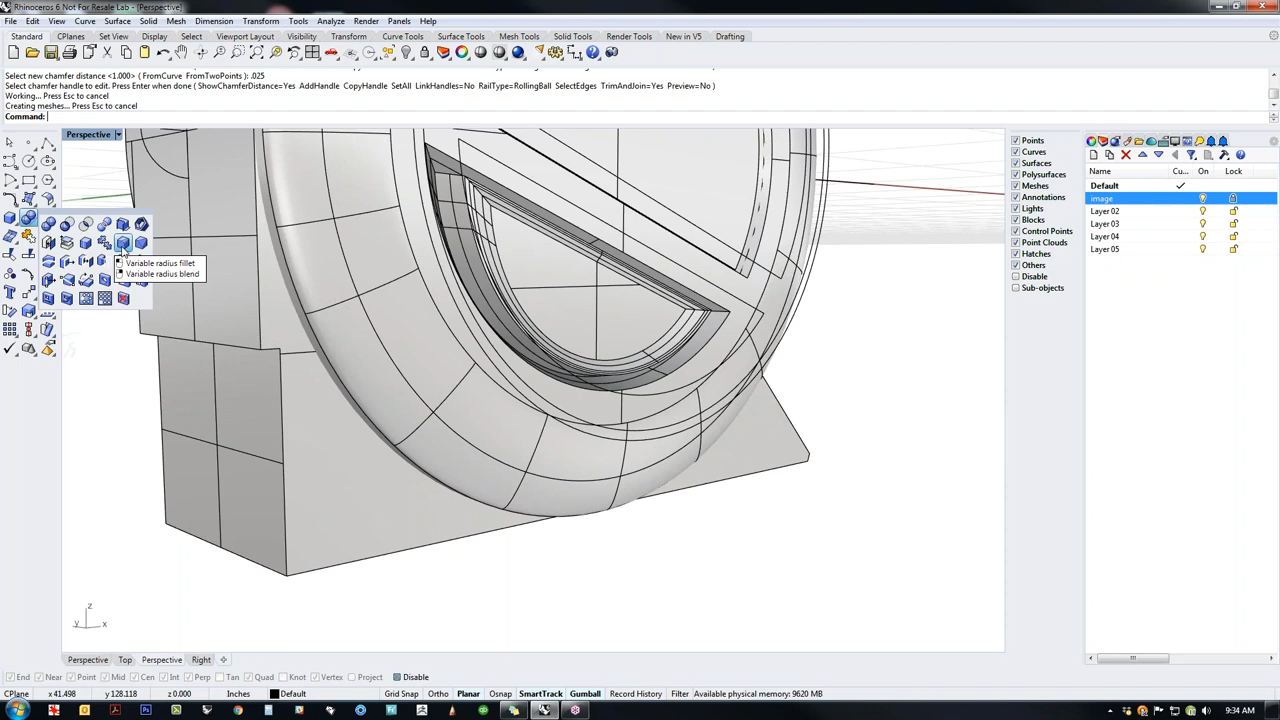 Rhinoceros 6 Not For Resale Lab - [Perspective]
File Edit View Curve Surface Solid Mesh Dimension Transform Tools Analyze Render Panels Help
Standard CPlanes Set View Display Select Viewport Layout Visibility Transform Curve Tools Surface Tools Solid Tools Mesh Tools Render Tools New in V5 Drafting
Select new chamfer distance <1.000> ( FromCurve FromTwoPoints ): .025
Select chamfer handle to edit. Press Enter when done ( ShowChamferDistance=Yes AddHandle CopyHandle SetAll LinkHandles=No RailType=RollingBall SelectEdges TrimAndJoin=Yes Preview=No )
Working... Press Esc to cancel
Creating meshes... Press Esc to cancel
Command:
Perspective
Variable radius fillet
Variable radius blend
Points
Curves
Surfaces
Polysurfaces
Meshes
Annotations
Lights
Blocks
Control Points
Point Clouds
Hatches
Others
Disable
Sub-objects
Name Cu... On Lock
Default
image
Layer 02
Layer 03
Layer 04
Layer 05
z
y x
Perspective Top Perspective Right
End Near Point Mid Cen Int Perp Tan Quad Knot Vertex Project Disable
CPlane x 41.498 y 128.118 z 0.000 Inches Default Grid Snap Ortho Planar Osnap SmartTrack Gumball Record History Filter Available physical memory: 9620 MB
9:34 AM